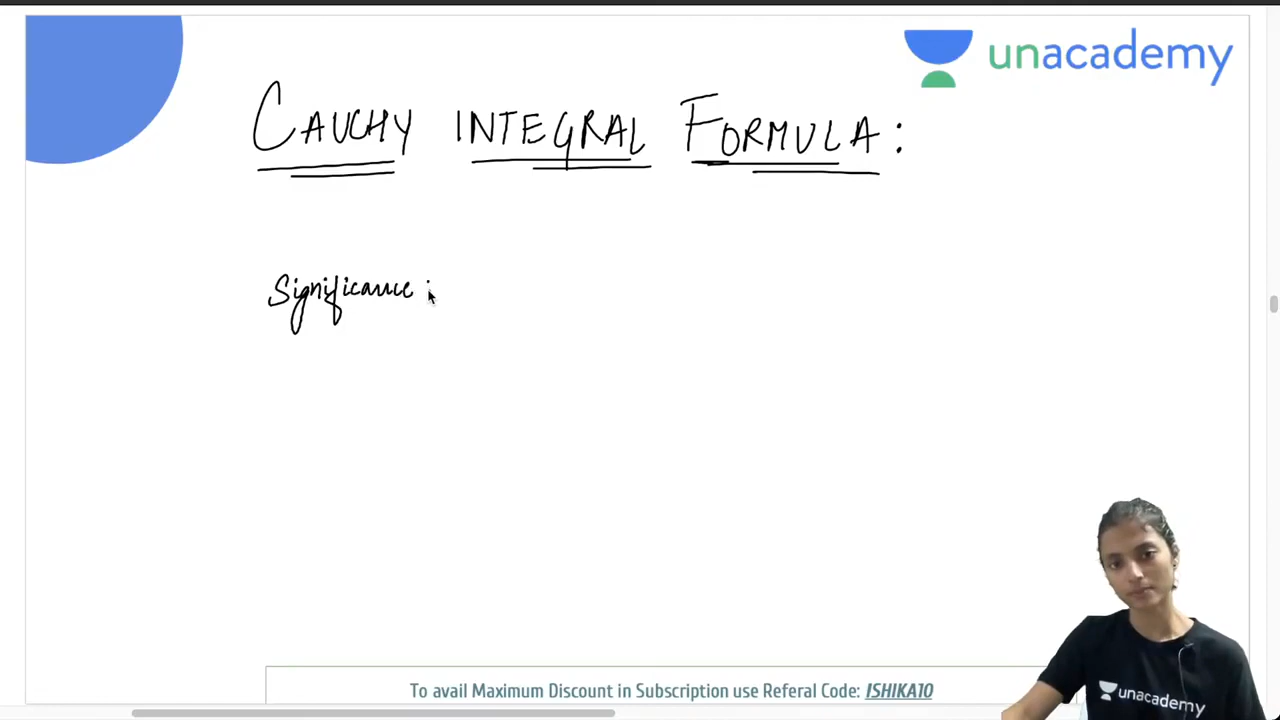 unacademy
CAUCHY INTEGRAL FORMULA:
Significance :
unacademy
To avail Maximum Discount in Subscription use Referal Code: ISHIKA10